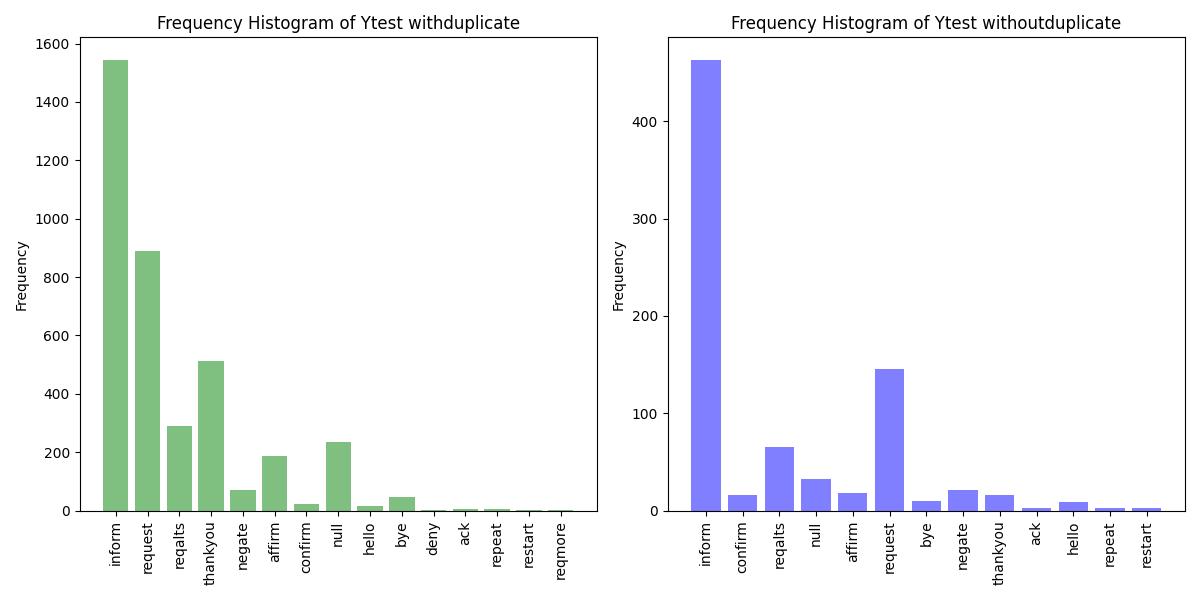 Frequency Histogram of Ytest withduplicate
Frequency
1600
1400
1200
1000
800
600
400
200
0
inform
request
reqalts
thankyou
negate
affirm
confirm
null
hello
bye
deny
ack
repeat
restart
reqmore
Frequency Histogram of Ytest withoutduplicate
Frequency
400
300
200
100
0
inform
confirm
reqalts
null
affirm
request
bye
negate
thankyou
ack
hello
repeat
restart